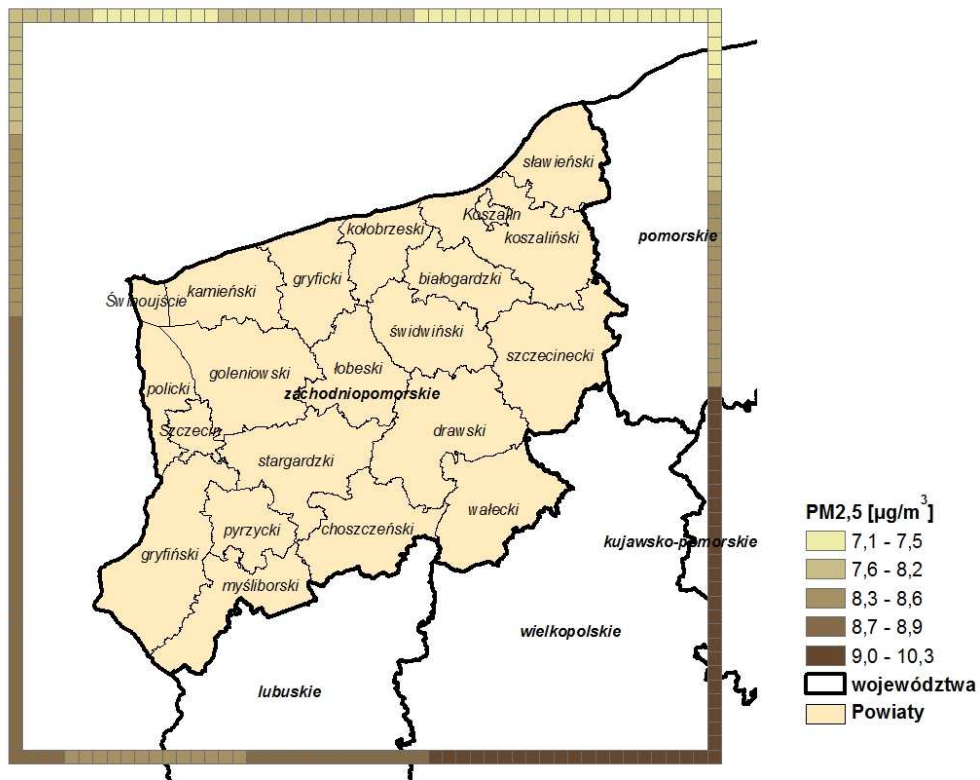 sławieński
Koszalin
kołobrzeski
koszaliński
pomorskie
gryficki
białogardzki
Świnoujście
kamieński
świdwiński
szczecinecki
goleniowski
łobeski
policki
zachodniopomorskie
Szczecin
drawski
stargardzki
wałecki
pyrzycki
choszczeński
gryfiński
kujawsko-pomorskie
myśliborski
wielkopolskie
lubuskie
PM2,5 [µg/m³]
7,1 - 7,5
7,6 - 8,2
8,3 - 8,6
8,7 - 8,9
9,0 - 10,3
województwa
Powiaty